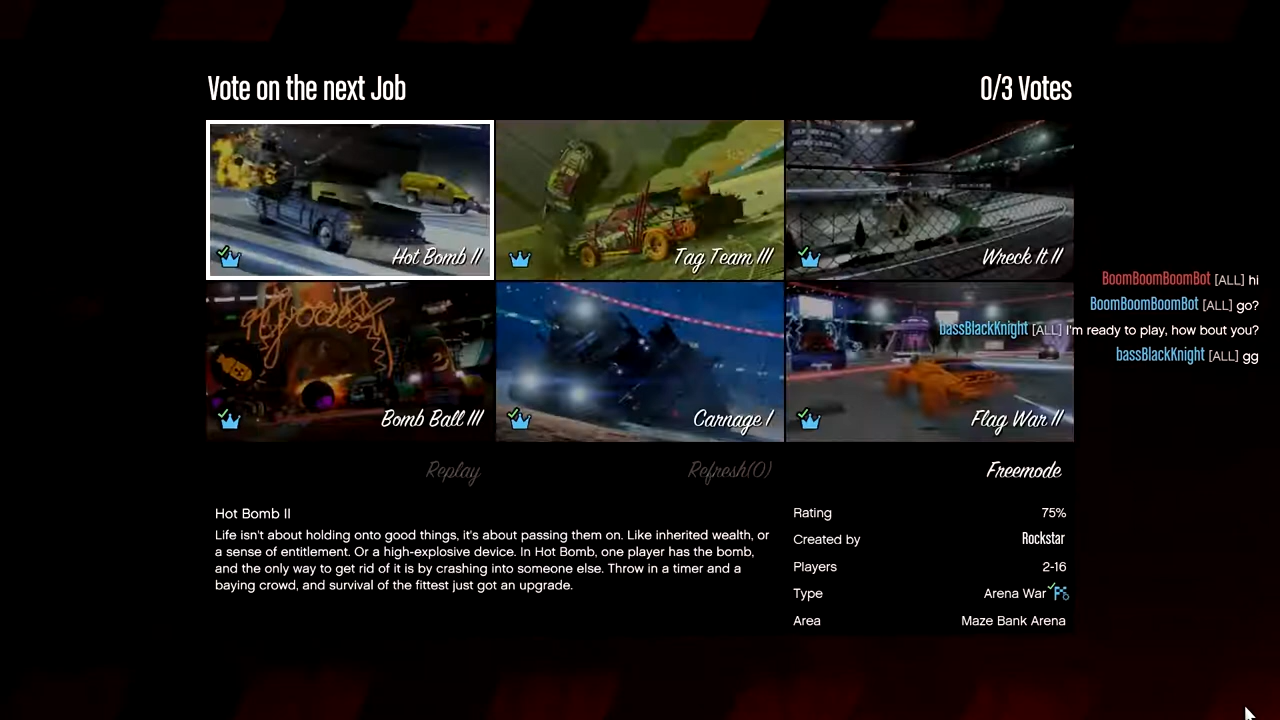 Vote on the next Job
0/3 Votes
Hot Bomb II
Tag Team III
Wreck It II
BoomBoomBoomBot [ALL] hi
BoomBoomBoomBot [ALL] go?
bassBlackKnight [ALL] I'm ready to play, how bout you?
bassBlackKnight [ALL] gg
Bomb Ball III
Carnage I
Flag War II
Replay
Refresh(0)
Freemode
Hot Bomb II
Life isn't about holding onto good things, it's about passing them on. Like inherited wealth, or
a sense of entitlement. Or a high-explosive device. In Hot Bomb, one player has the bomb,
and the only way to get rid of it is by crashing into someone else. Throw in a timer and a
baying crowd, and survival of the fittest just got an upgrade.
Rating 75%
Created by Rockstar
Players 2-16
Type Arena War
Area Maze Bank Arena